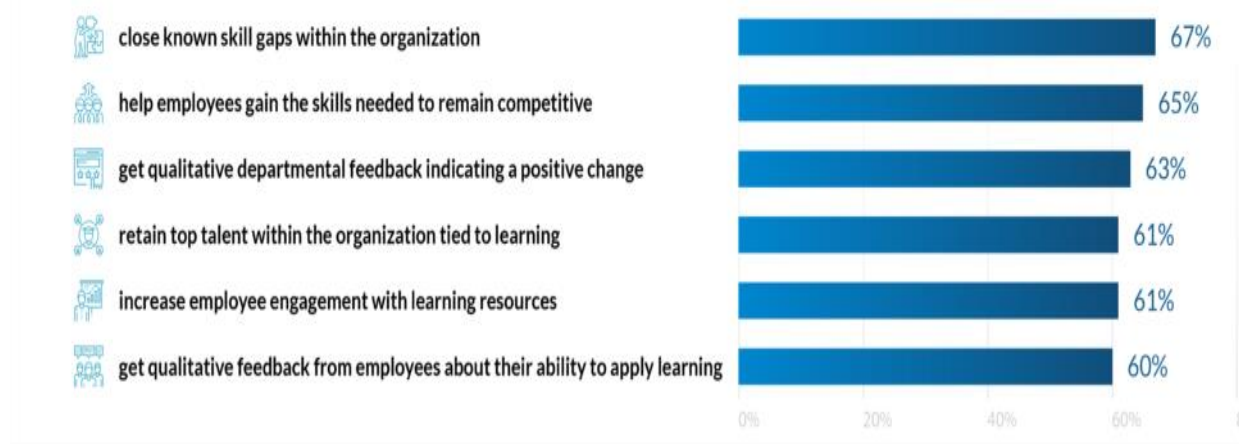 close known skill gaps within the organization 67%
help employees gain the skills needed to remain competitive 65%
get qualitative departmental feedback indicating a positive change 63%
retain top talent within the organization tied to learning 61%
increase employee engagement with learning resources 61%
get qualitative feedback from employees about their ability to apply learning 60%
0% 20% 40% 60%